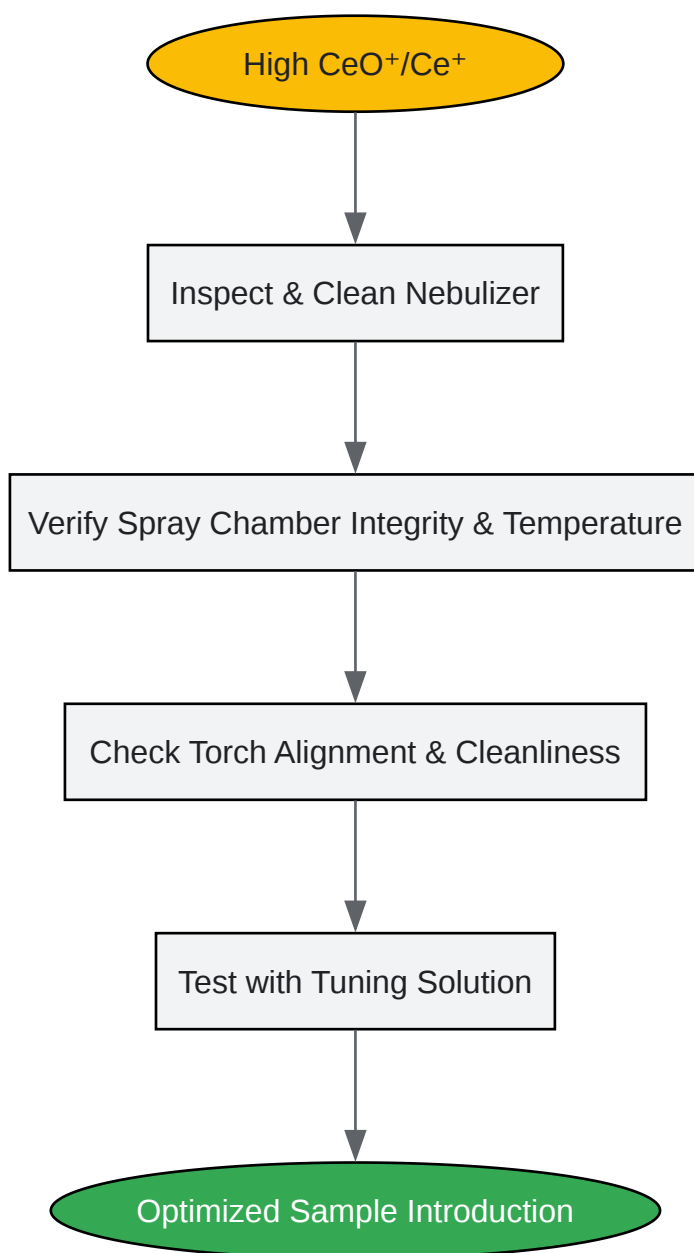 High CeO⁺/Ce⁺
Inspect & Clean Nebulizer
Verify Spray Chamber Integrity & Temperature
Check Torch Alignment & Cleanliness
Test with Tuning Solution
Optimized Sample Introduction